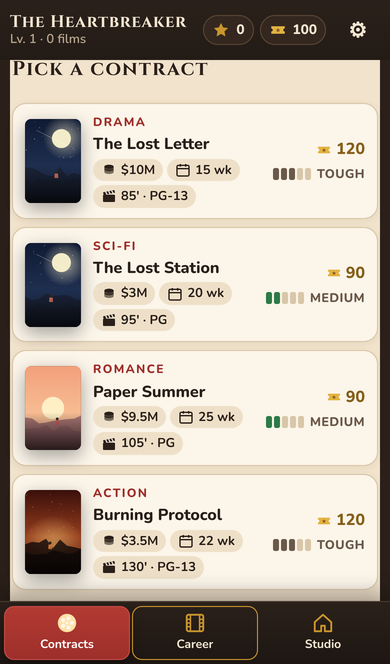 The Heartbreaker
Lv. 1 · 0 films
0
100
Pick a contract
DRAMA
The Lost Letter
$10M
15 wk
85' · PG-13
120
TOUGH
SCI-FI
The Lost Station
$3M
20 wk
95' · PG
90
MEDIUM
ROMANCE
Paper Summer
$9.5M
25 wk
105' · PG
90
MEDIUM
ACTION
Burning Protocol
$3.5M
22 wk
130' · PG-13
120
TOUGH
Contracts
Career
Studio